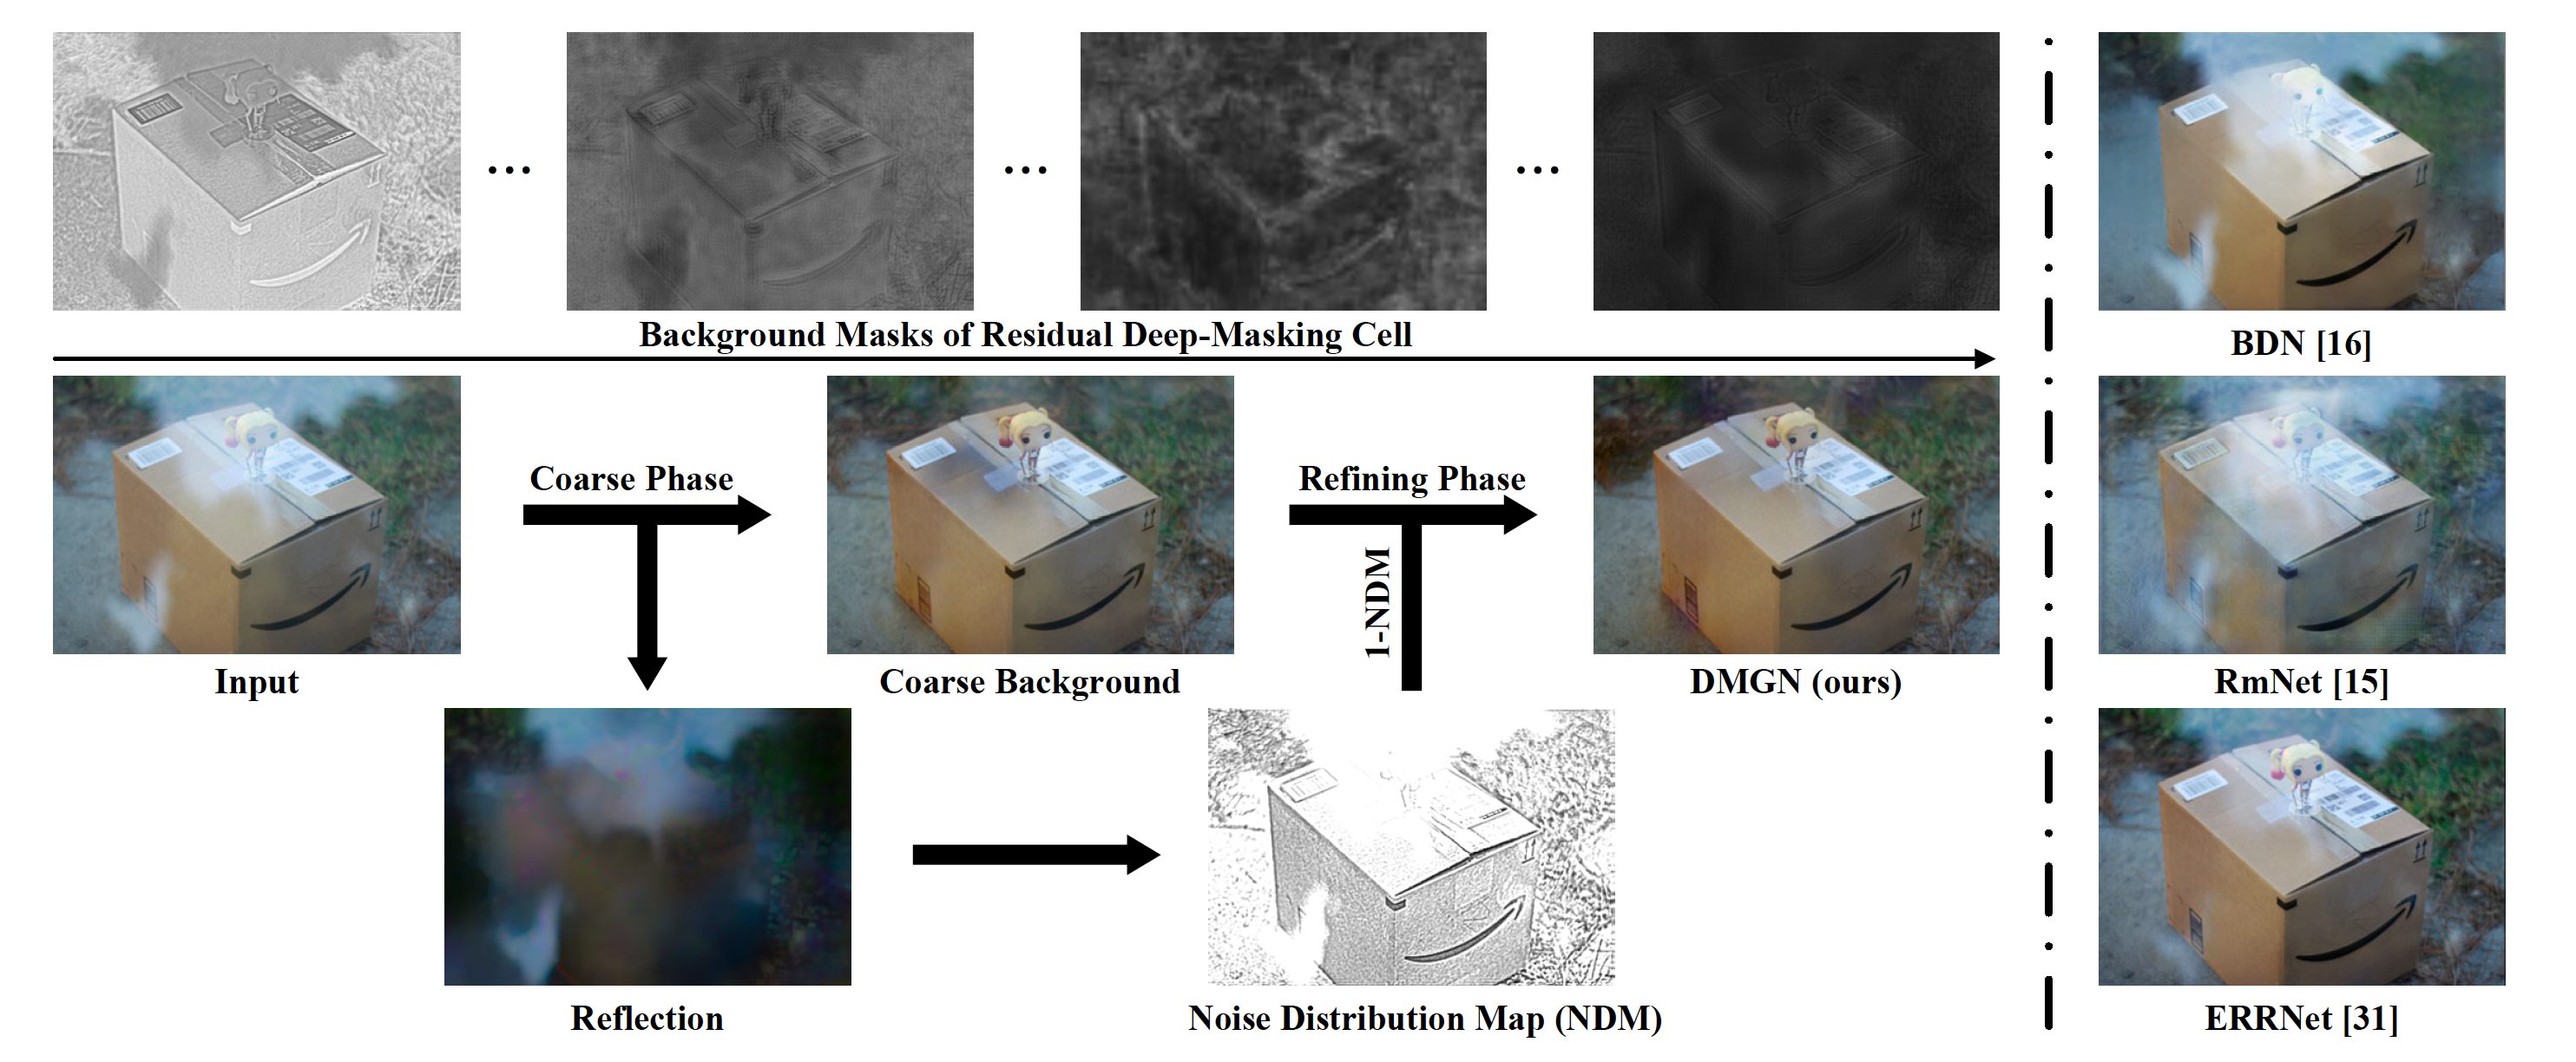 ... ... ...
Background Masks of Residual Deep-Masking Cell
BDN [16]
Coarse Phase
Refining Phase
1-NDM
Input
Coarse Background
DMGN (ours)
RmNet [15]
Reflection
Noise Distribution Map (NDM)
ERRNet [31]